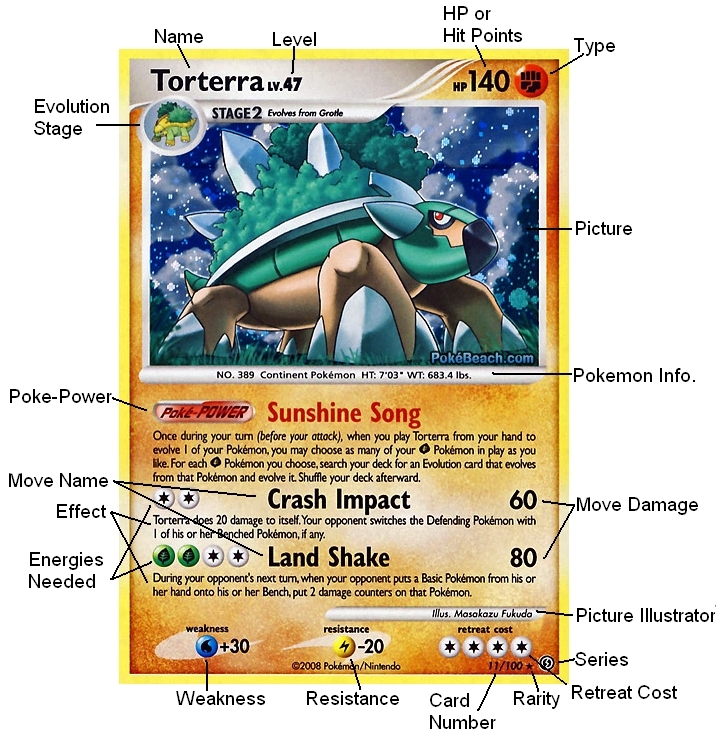 Name
Level
HP or
Hit Points
Type
Torterra LV.47
HP 140
Evolution
Stage
STAGE2 Evolves from Grotle
Picture
PokéBeach.com
NO. 389 Continent Pokémon HT: 7'03" WT: 683.4 lbs.
Pokemon Info.
Poke-Power
Poké-POWER Sunshine Song
Once during your turn (before your attack), when you play Torterra from your hand to
evolve 1 of your Pokémon, you may choose as many of your Pokémon in play as you
like. For each Pokémon you choose, search your deck for an Evolution card that evolves
from that Pokémon and evolve it. Shuffle your deck afterward.
Move Name
Crash Impact 60
Move Damage
Effect
Torterra does 20 damage to itself. Your opponent switches the Defending Pokémon with
1 of his or her Benched Pokémon, if any.
Energies
Needed
Land Shake 80
During your opponent's next turn, when your opponent puts a Basic Pokémon from his or
her hand onto his or her Bench, put 2 damage counters on that Pokémon.
Illus. Masakazu Fukuda
Picture Illustrator
weakness
+30
resistance
-20
retreat cost
©2008 Pokémon/Nintendo
11/100
Series
Weakness
Resistance
Card
Number
Rarity
Retreat Cost